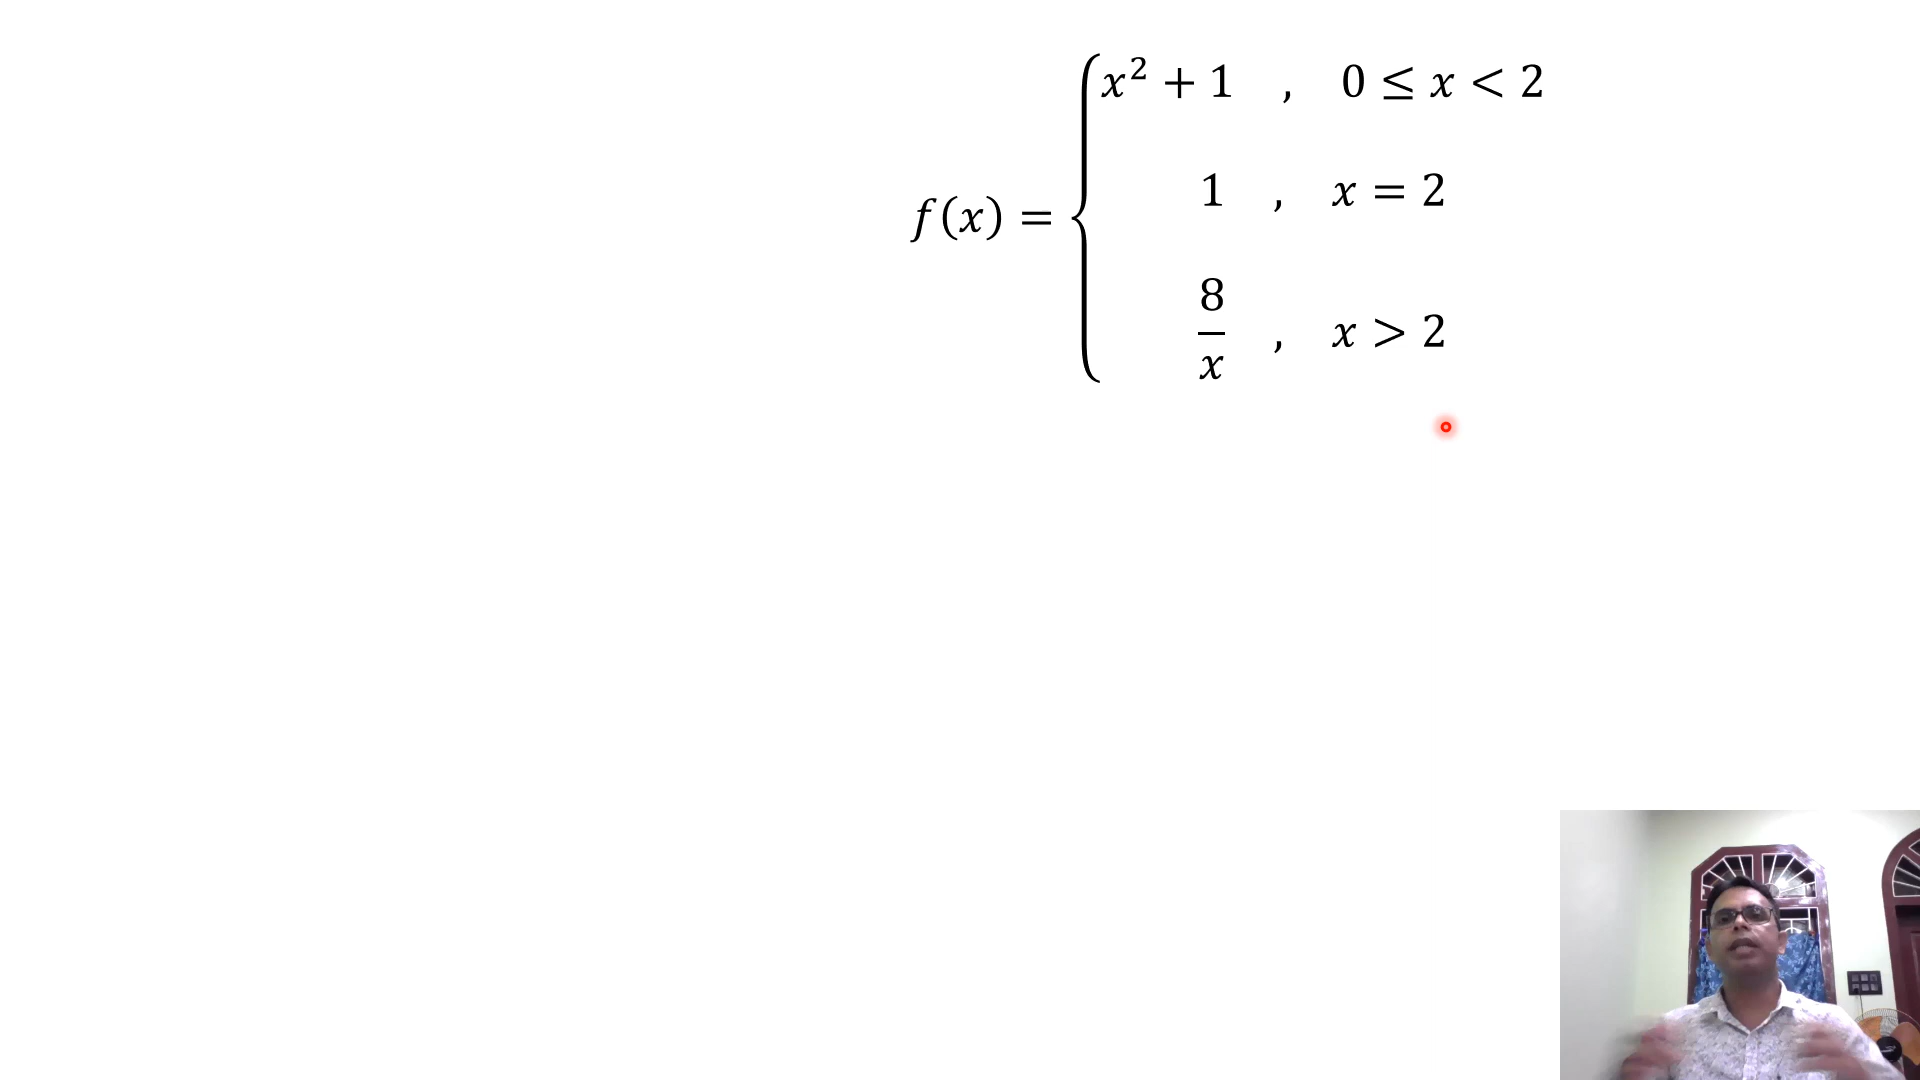 f(x) = { x² + 1 , 0 ≤ x < 2
1 , x = 2
8/x , x > 2